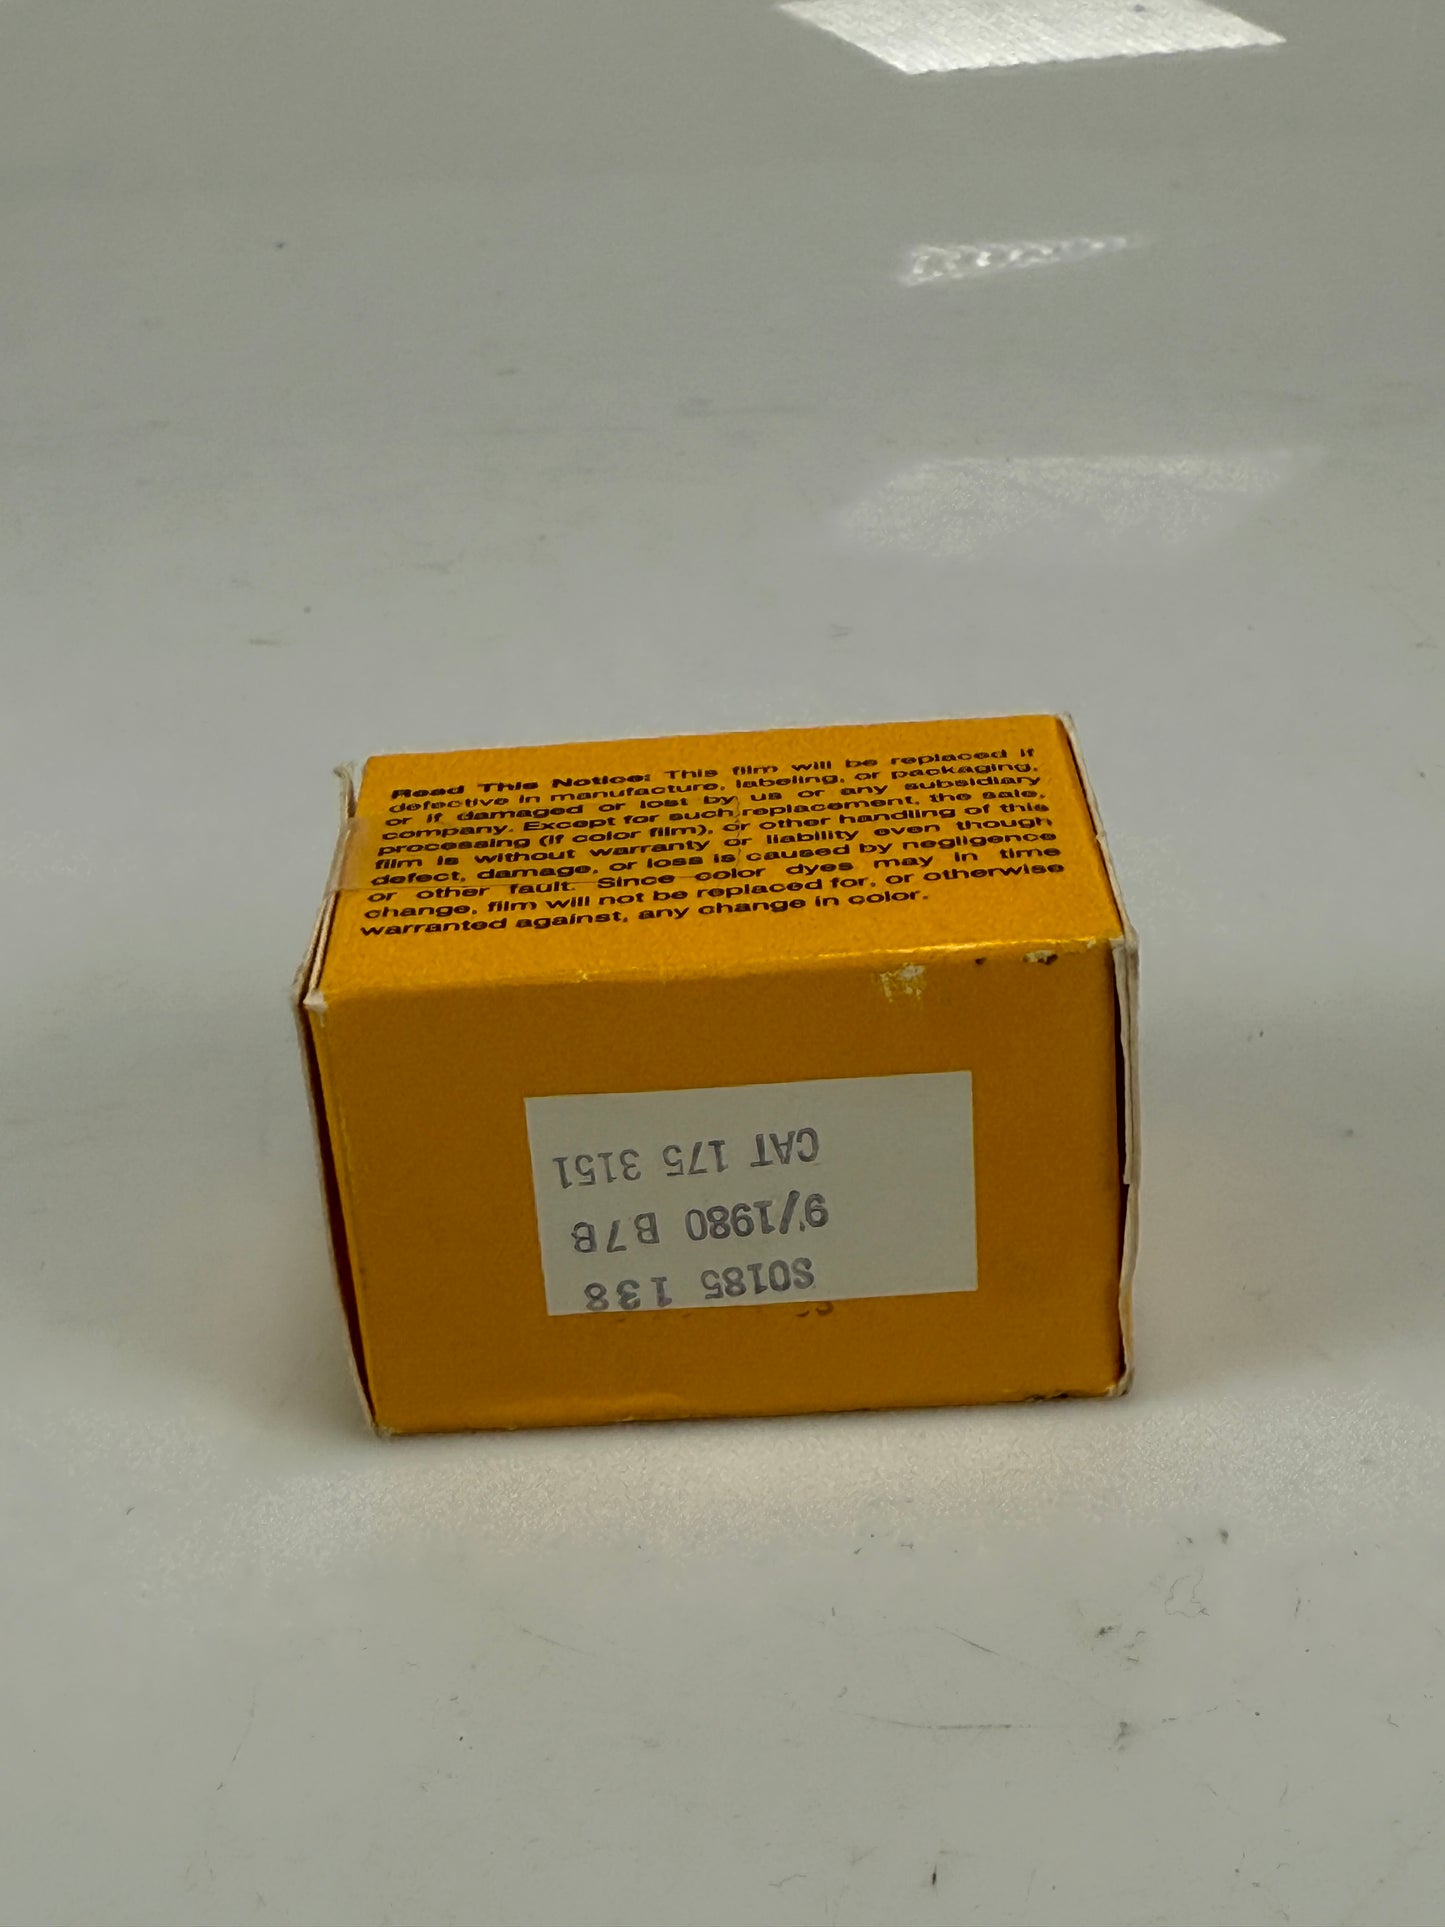 Read This Notice: This film will be replaced if
defective in manufacture, labeling, or packaging,
or if damaged or lost by us or any subsidiary
company. Except for such replacement, the sale,
processing (if color film), or other handling of this
film is without warranty or liability even though
defect, damage, or loss is caused by negligence
or other fault. Since color dyes may in time
change, film will not be replaced for, or otherwise
warranted against, any change in color.
SO185 138
9/1980 B7B
CAT 175 3151